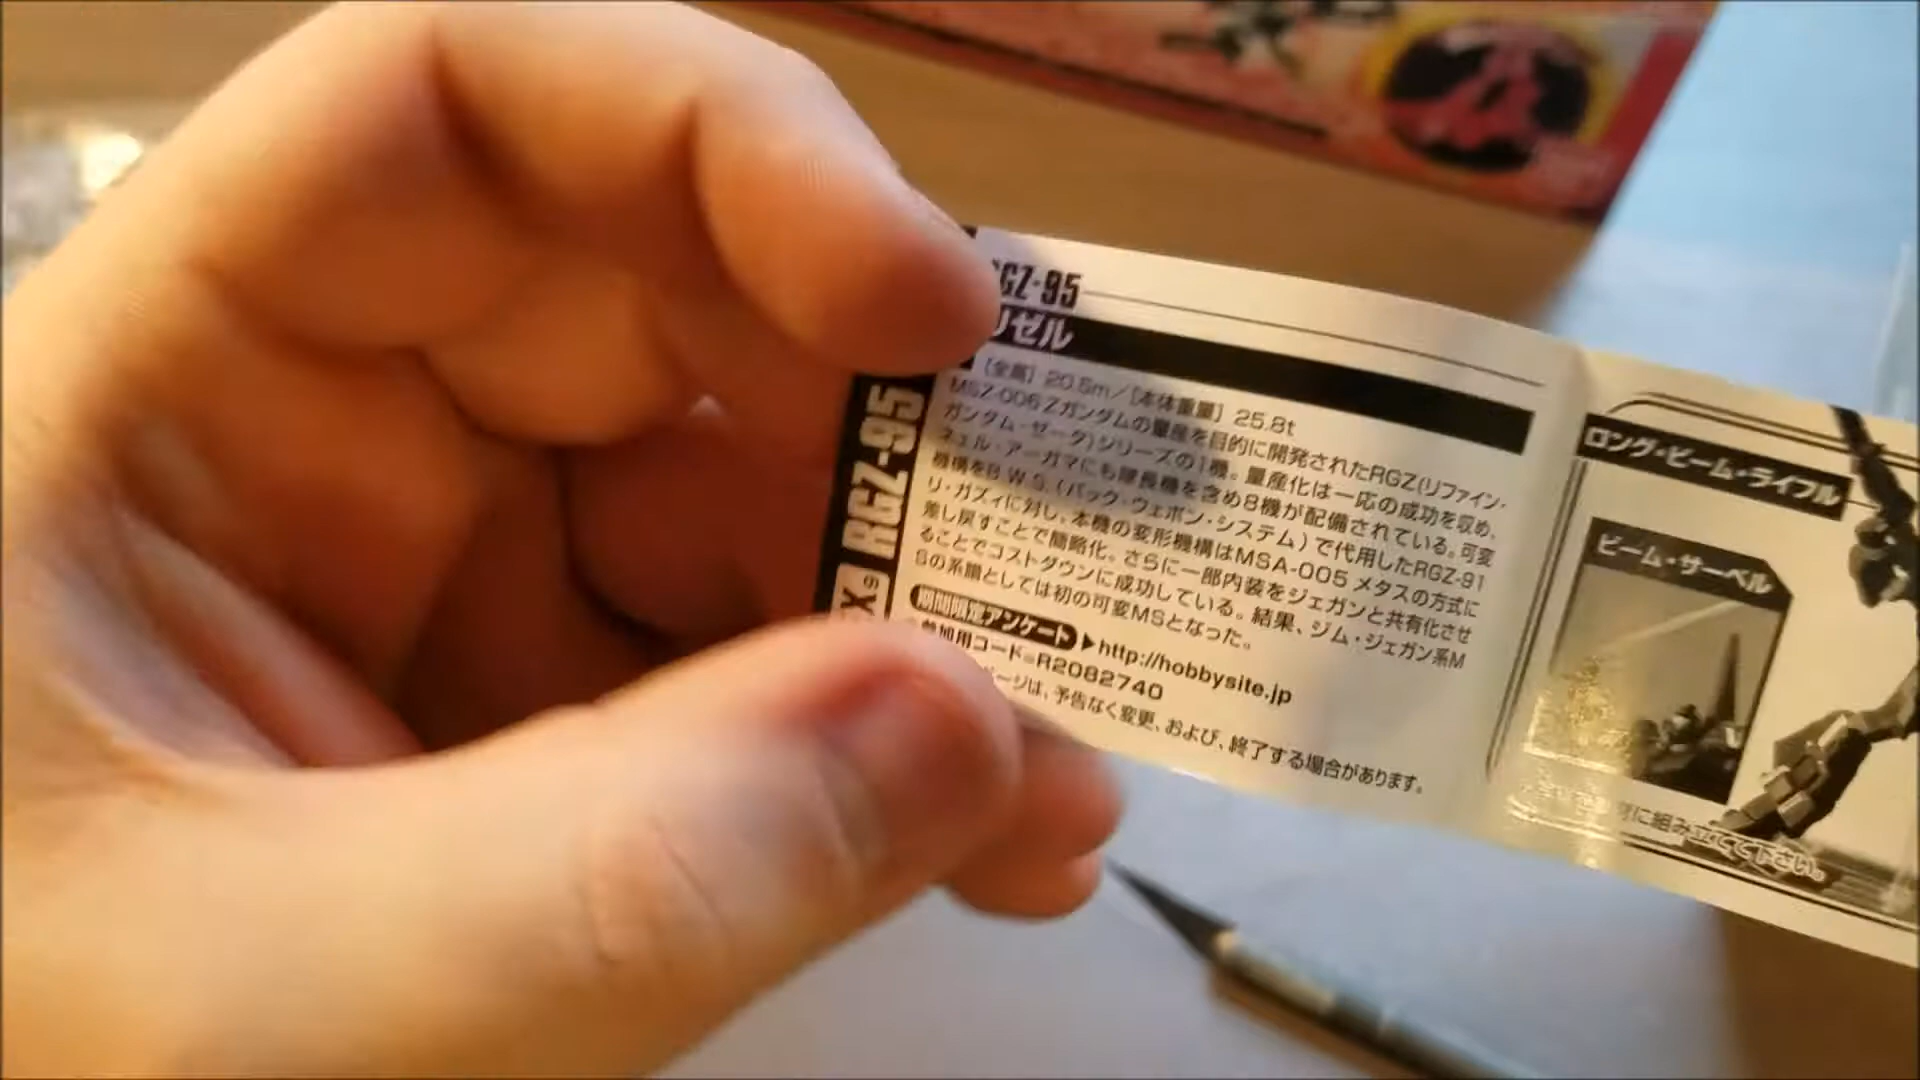 GZ-95
リゼル
[全高] 20.5m/[本体重量] 25.8t
MSZ-006 Zガンダムの量産を目的に開発されたRGZ(リファイン・
ガンダム・ゼータ)シリーズの1機。量産化は一応の成功を収め、
ネェル・アーガマにも隊長機を含め8機が配備されている。可変
機構をB.W.S.(バック・ウェポン・システム)で代用したRGZ-91
リ・ガズィに対し、本機の変形機構はMSA-005 メタスの方式に
差し戻すことで簡略化。さらに一部内装をジェガンと共有化させ
ることでコストダウンに成功している。結果、ジム・ジェガン系M
Sの系譜としては初の可変MSとなった。
期間限定アンケート ▶http://hobbysite.jp
参加用コード=R2082740
ページは、予告なく変更、および、終了する場合があります。
RGZ-95
ロング・ビーム・ライフル
ビーム・サーベル
に組み立てて下さい。